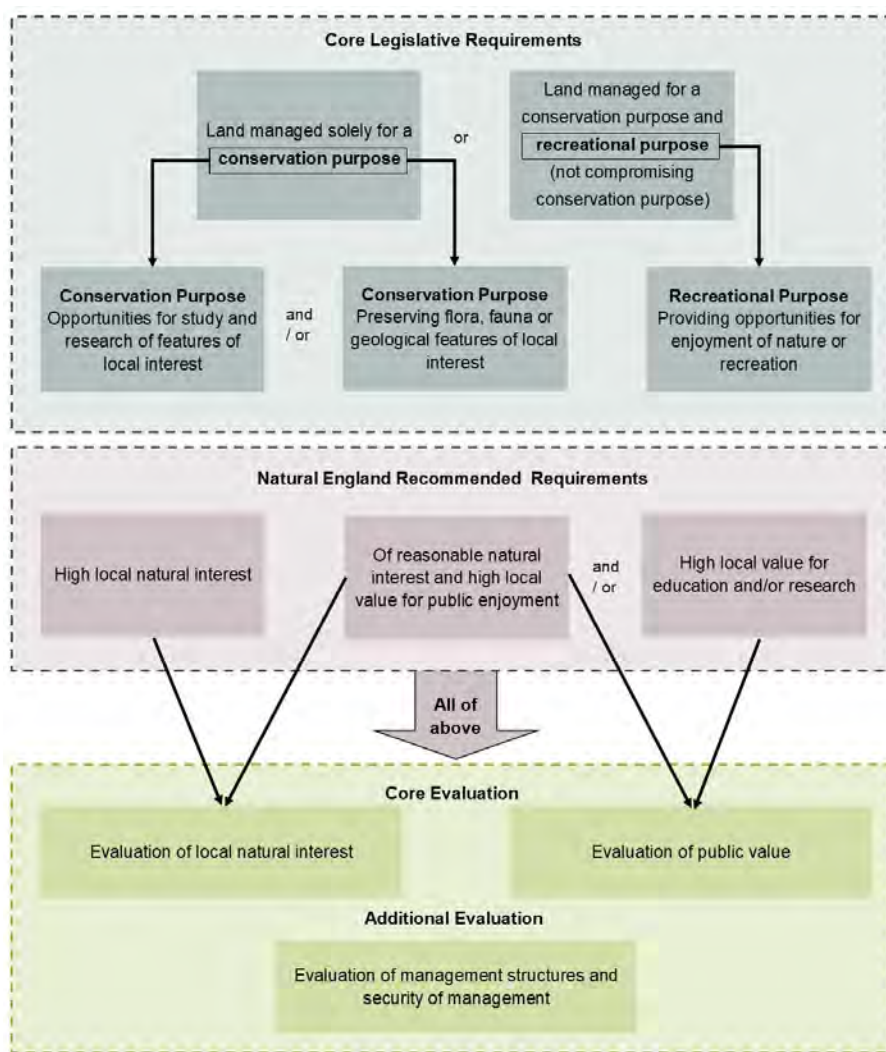 Core Legislative Requirements
Land managed solely for a
conservation purpose
or
Land managed for a
conservation purpose and
recreational purpose
(not compromising
conservation purpose)
Conservation Purpose
Opportunities for study and
research of features of
local interest
and
/ or
Conservation Purpose
Preserving flora, fauna or
geological features of local
interest
Recreational Purpose
Providing opportunities for
enjoyment of nature or
recreation
Natural England Recommended Requirements
High local natural interest
Of reasonable natural
interest and high local
value for public enjoyment
and
/ or
High local value for
education and/or research
All of
above
Core Evaluation
Evaluation of local natural interest
Evaluation of public value
Additional Evaluation
Evaluation of management structures and
security of management